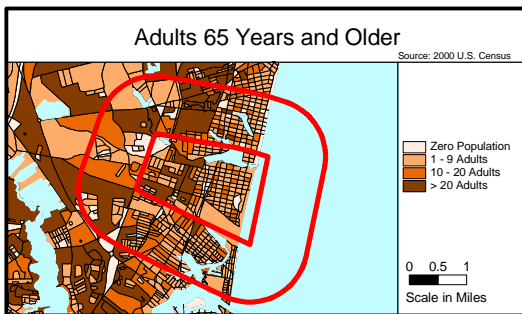 Adults 65 Years and Older
Source: 2000 U.S. Census
Zero Population
1 - 9 Adults
10 - 20 Adults
> 20 Adults
0 0.5 1
Scale in Miles